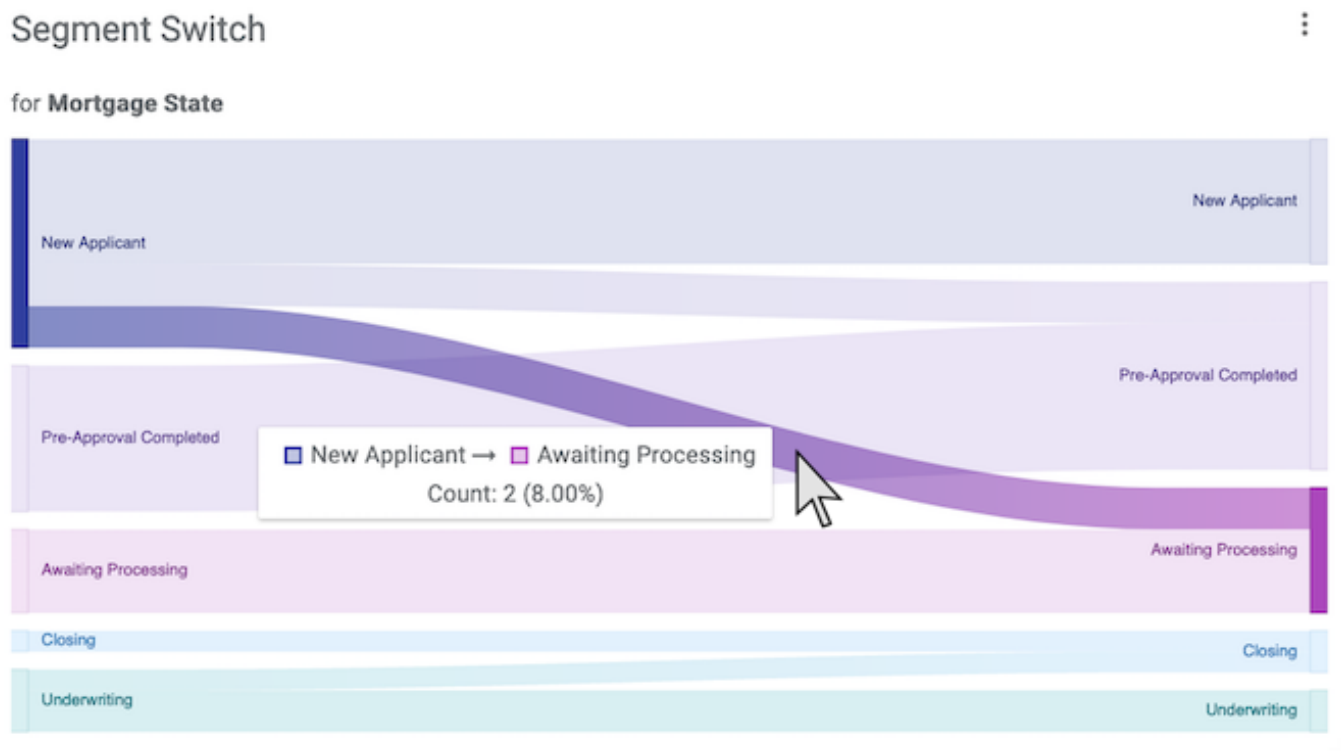 Segment Switch
for Mortgage State
New Applicant
New Applicant
Pre-Approval Completed
Pre-Approval Completed
New Applicant → Awaiting Processing
Count: 2 (8.00%)
Awaiting Processing
Awaiting Processing
Closing
Closing
Underwriting
Underwriting